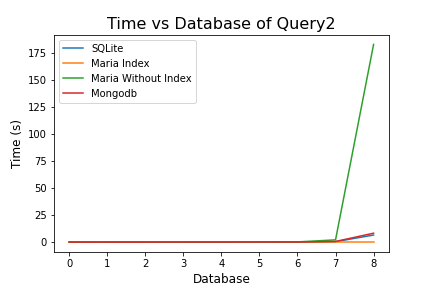 Time vs Database of Query2
SQLite
Maria Index
Maria Without Index
Mongodb
Time (s)
175
150
125
100
75
50
25
0
0 1 2 3 4 5 6 7 8
Database